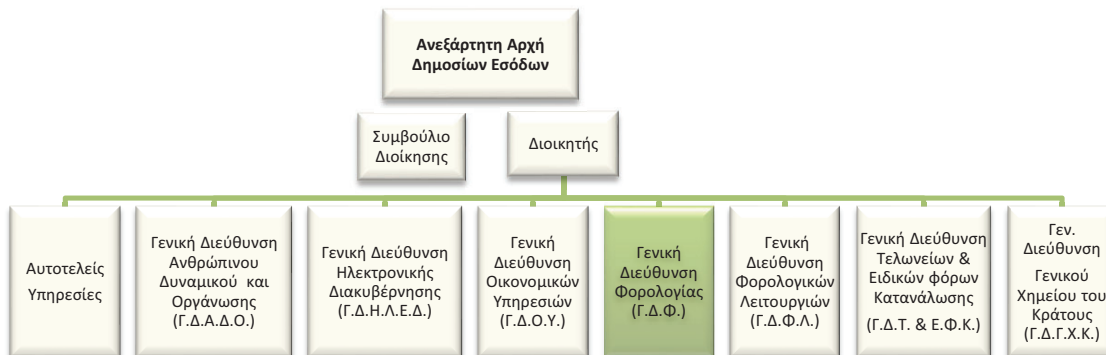 Ανεξάρτητη Αρχή
Δημοσίων Εσόδων
Συμβούλιο
Διοίκησης
Διοικητής
Αυτοτελείς
Υπηρεσίες
Γενική Διεύθυνση
Ανθρώπινου
Δυναμικού και
Οργάνωσης
(Γ.Δ.Α.Δ.Ο.)
Γενική Διεύθυνση
Ηλεκτρονικής
Διακυβέρνησης
(Γ.Δ.Η.Λ.Ε.Δ.)
Γενική
Διεύθυνση
Οικονομικών
Υπηρεσιών
(Γ.Δ.Ο.Υ.)
Γενική
Διεύθυνση
Φορολογίας
(Γ.Δ.Φ.)
Γενική
Διεύθυνση
Φορολογικών
Λειτουργιών
(Γ.Δ.Φ.Λ.)
Γενική Διεύθυνση
Τελωνείων &
Ειδικών φόρων
Κατανάλωσης
(Γ.Δ.Τ. & Ε.Φ.Κ.)
Γεν.
Διεύθυνση
Γενικού
Χημείου του
Κράτους
(Γ.Δ.Γ.Χ.Κ.)